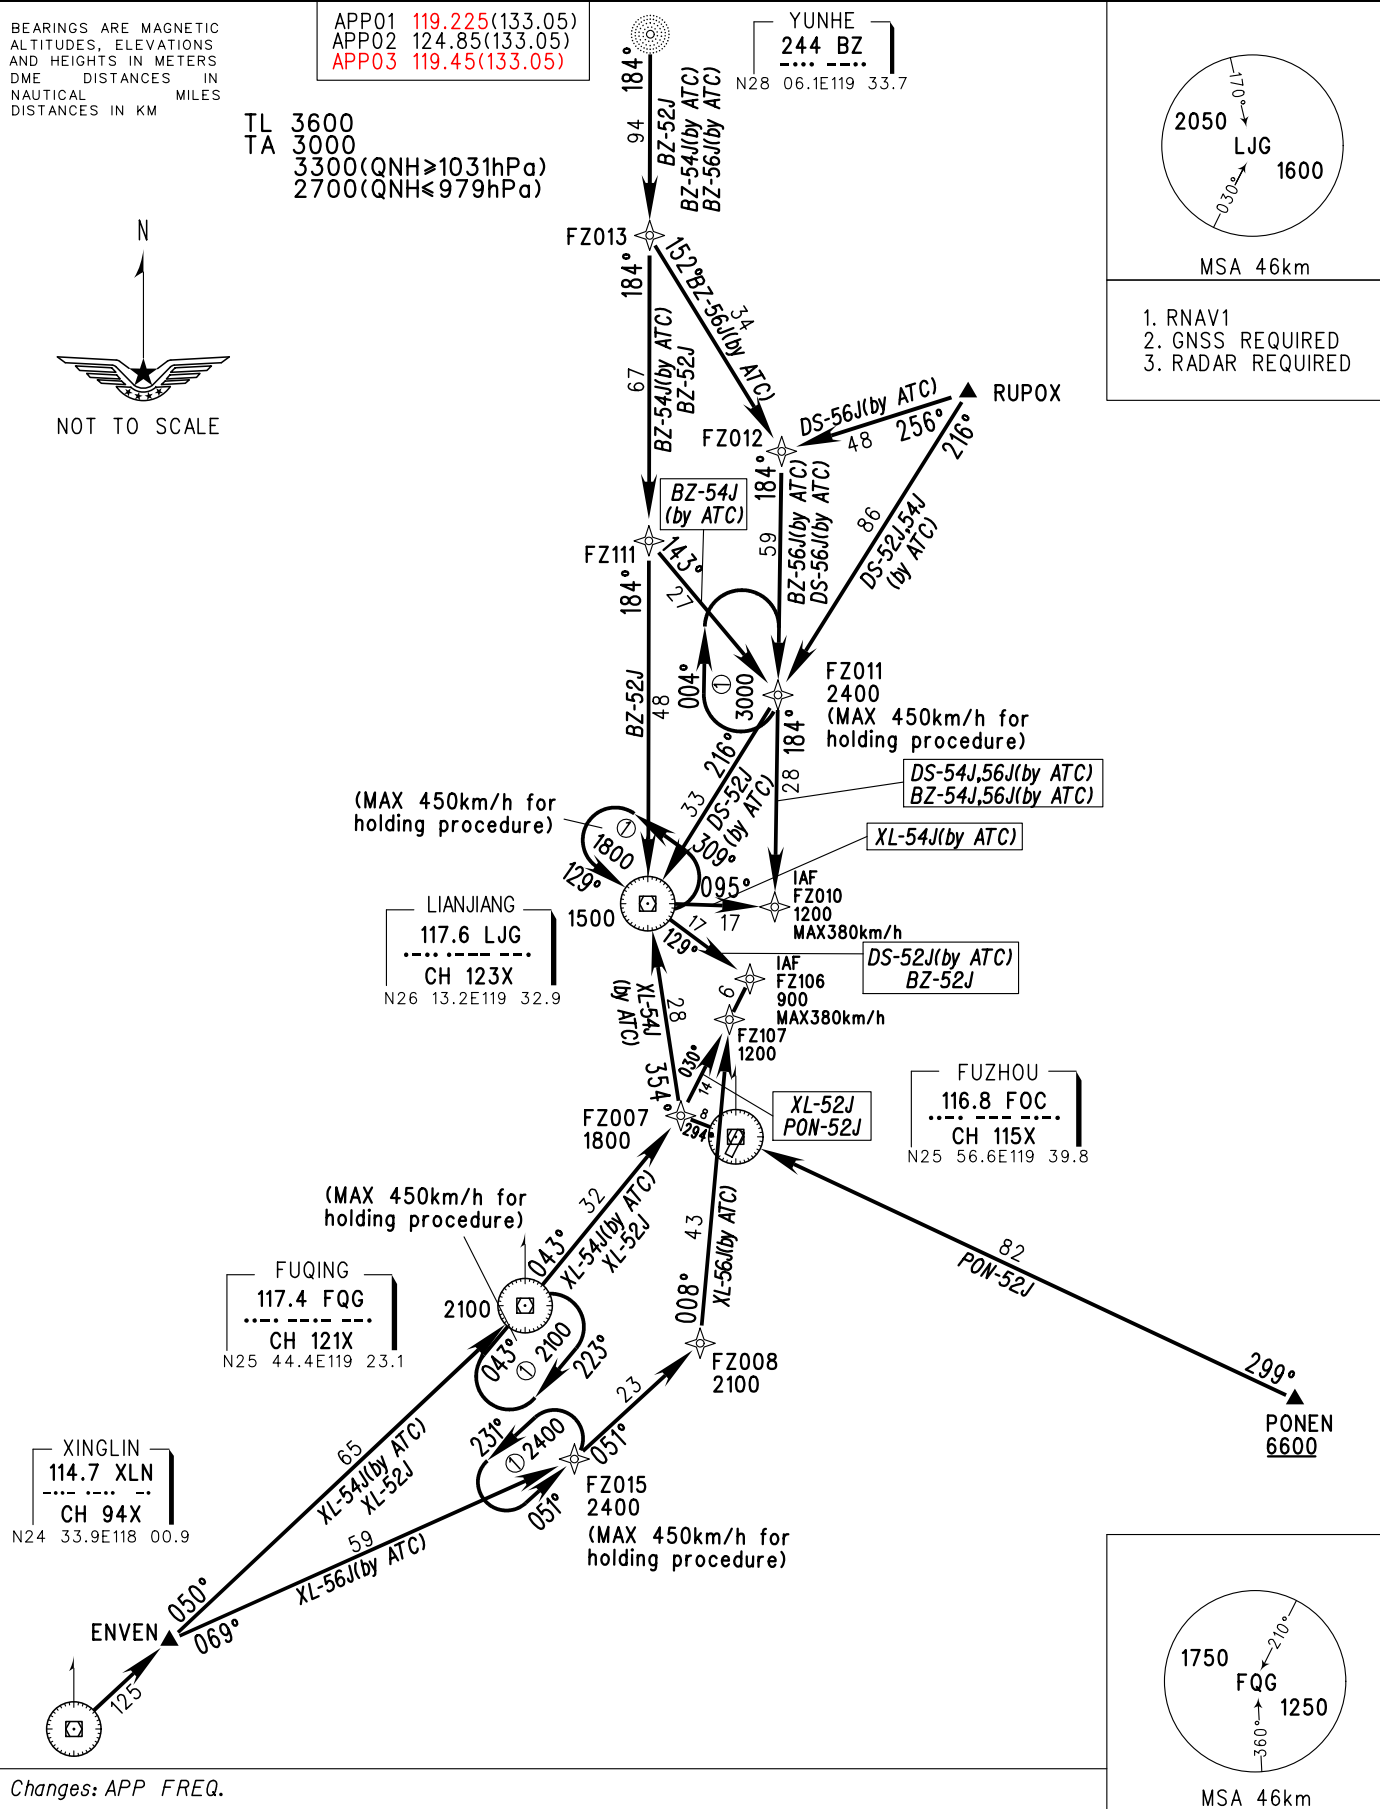 BEARINGS ARE MAGNETIC
ALTITUDES, ELEVATIONS
AND HEIGHTS IN METERS
DME DISTANCES IN
NAUTICAL MILES
DISTANCES IN KM
APP01 119.225(133.05)
APP02 124.85(133.05)
APP03 119.45(133.05)
TL 3600
TA 3000
3300(QNH≥1031hPa)
2700(QNH≤979hPa)
N
NOT TO SCALE
YUNHE
244 BZ
N28 06.1E119 33.7
170°
2050
LJG
1600
030°
MSA 46km
1. RNAV1
2. GNSS REQUIRED
3. RADAR REQUIRED
184°
94
BZ-52J
BZ-54J(by ATC)
BZ-56J(by ATC)
FZ013
184°
152°
BZ-56J(by ATC)
34
67
BZ-54J(by ATC)
BZ-52J
RUPOX
DS-56J(by ATC)
48
256°
216°
FZ012
184°
BZ-56J(by ATC)
DS-56J(by ATC)
59
86
DS-52J,54J
(by ATC)
BZ-54J
(by ATC)
FZ111
143°
27
184°
BZ-52J
48
004°
1
3000
FZ011
2400
(MAX 450km/h for
holding procedure)
184°
28
216°
33
DS-52J
(by ATC)
DS-54J,56J(by ATC)
BZ-54J,56J(by ATC)
XL-54J(by ATC)
(MAX 450km/h for
holding procedure)
1
1800
129°
309°
095°
17
1500
IAF
FZ010
1200
MAX380km/h
LIANJIANG
117.6 LJG
CH 123X
N26 13.2E119 32.9
17
129°
DS-52J(by ATC)
BZ-52J
IAF
FZ106
900
MAX380km/h
6
FZ107
1200
XL-54J
(by ATC)
28
354°
030°
14
XL-52J
PON-52J
FZ007
1800
8
294°
FUZHOU
116.8 FOC
CH 115X
N25 56.6E119 39.8
(MAX 450km/h for
holding procedure)
32
043°
XL-54J(by ATC)
XL-52J
43
XL-56J(by ATC)
008°
82
PON-52J
299°
PONEN
6600
FUQING
117.4 FQG
CH 121X
N25 44.4E119 23.1
2100
043°
1
2100
223°
FZ008
2100
23
051°
231°
1
2400
051°
FZ015
2400
(MAX 450km/h for
holding procedure)
XINGLIN
114.7 XLN
CH 94X
N24 33.9E118 00.9
65
XL-54J(by ATC)
XL-52J
59
XL-56J(by ATC)
050°
069°
ENVEN
125
210°
1750
FQG
1250
360°
MSA 46km
Changes: APP FREQ.